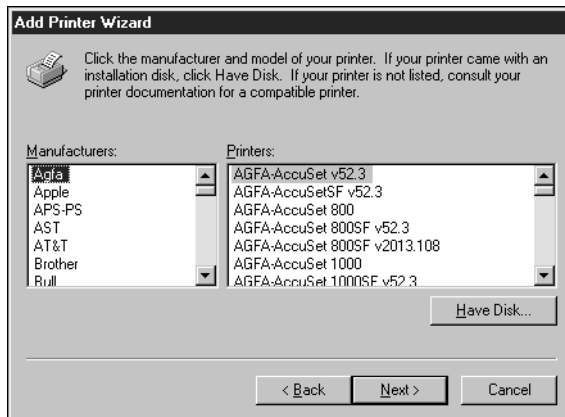 Add Printer Wizard
Click the manufacturer and model of your printer. If your printer came with an
installation disk, click Have Disk. If your printer is not listed, consult your
printer documentation for a compatible printer.
Manufacturers:
Agfa
Apple
APS-PS
AST
AT&T
Brother
Bull
Printers:
AGFA-AccuSet v52.3
AGFA-AccuSetSF v52.3
AGFA-AccuSet 800
AGFA-AccuSet 800SF v52.3
AGFA-AccuSet 800SF v2013.108
AGFA-AccuSet 1000
AGFA-AccuSet 1000SF v52.3
Have Disk...
< Back
Next >
Cancel